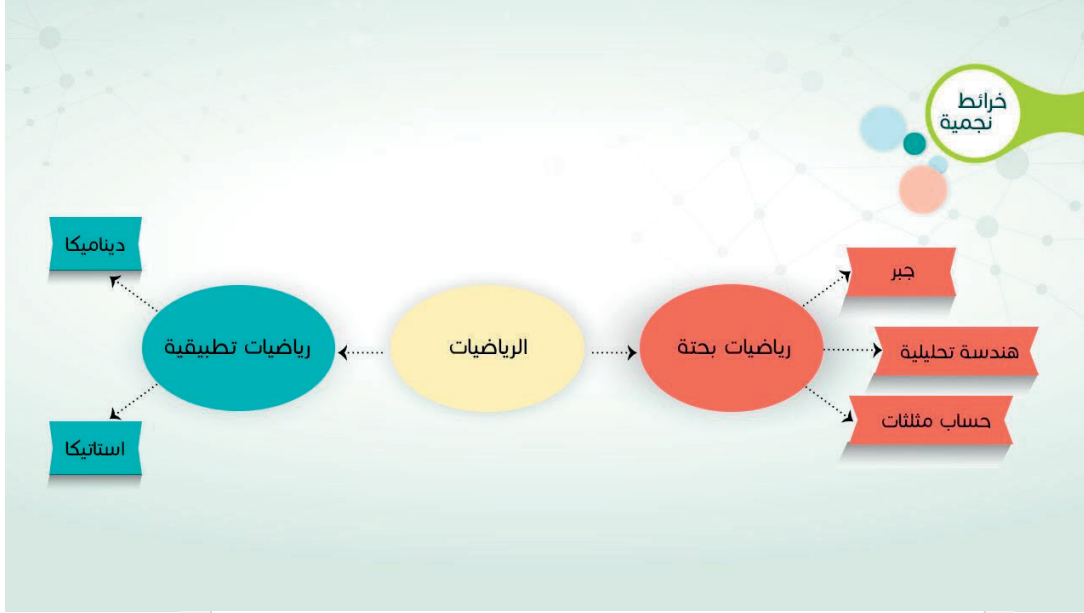 خرائط
نجمية
جبر
هندسة تحليلية
حساب مثلثات
رياضيات بحتة
الرياضيات
رياضيات تطبيقية
ديناميكا
استاتيكا